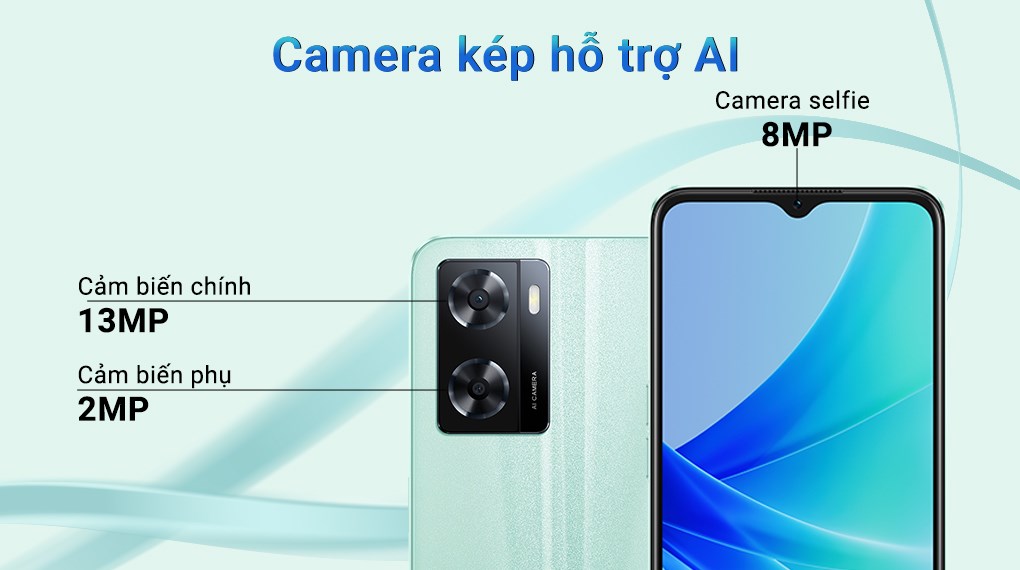 Camera kép hỗ trợ AI
Camera selfie
8MP
Cảm biến chính
13MP
Cảm biến phụ
2MP
AI CAMERA